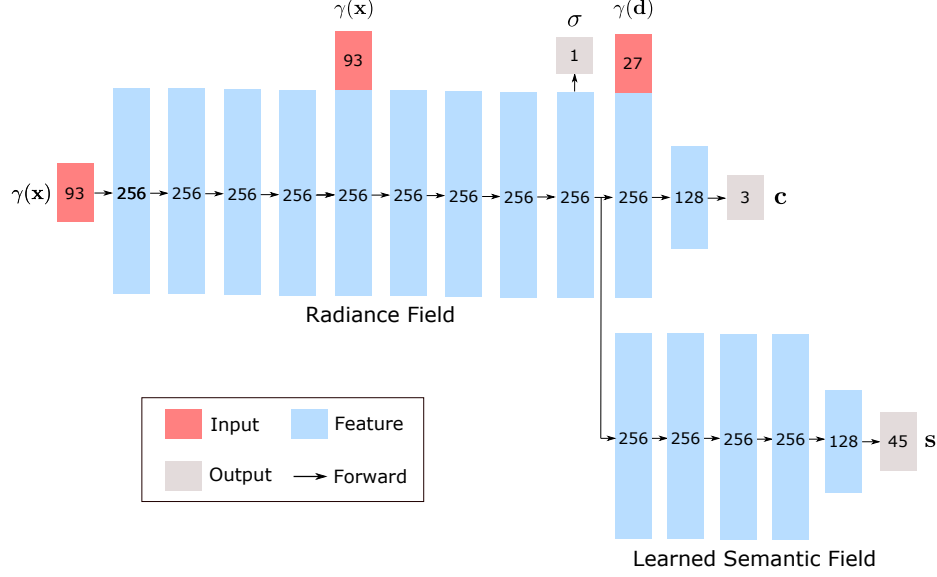 γ(x)
σ
γ(d)
93
1
27
γ(x)
93
256
256
256
256
256
256
256
256
256
256
128
3
c
Radiance Field
256
256
256
256
128
45
s
Input
Feature
Output
Forward
Learned Semantic Field